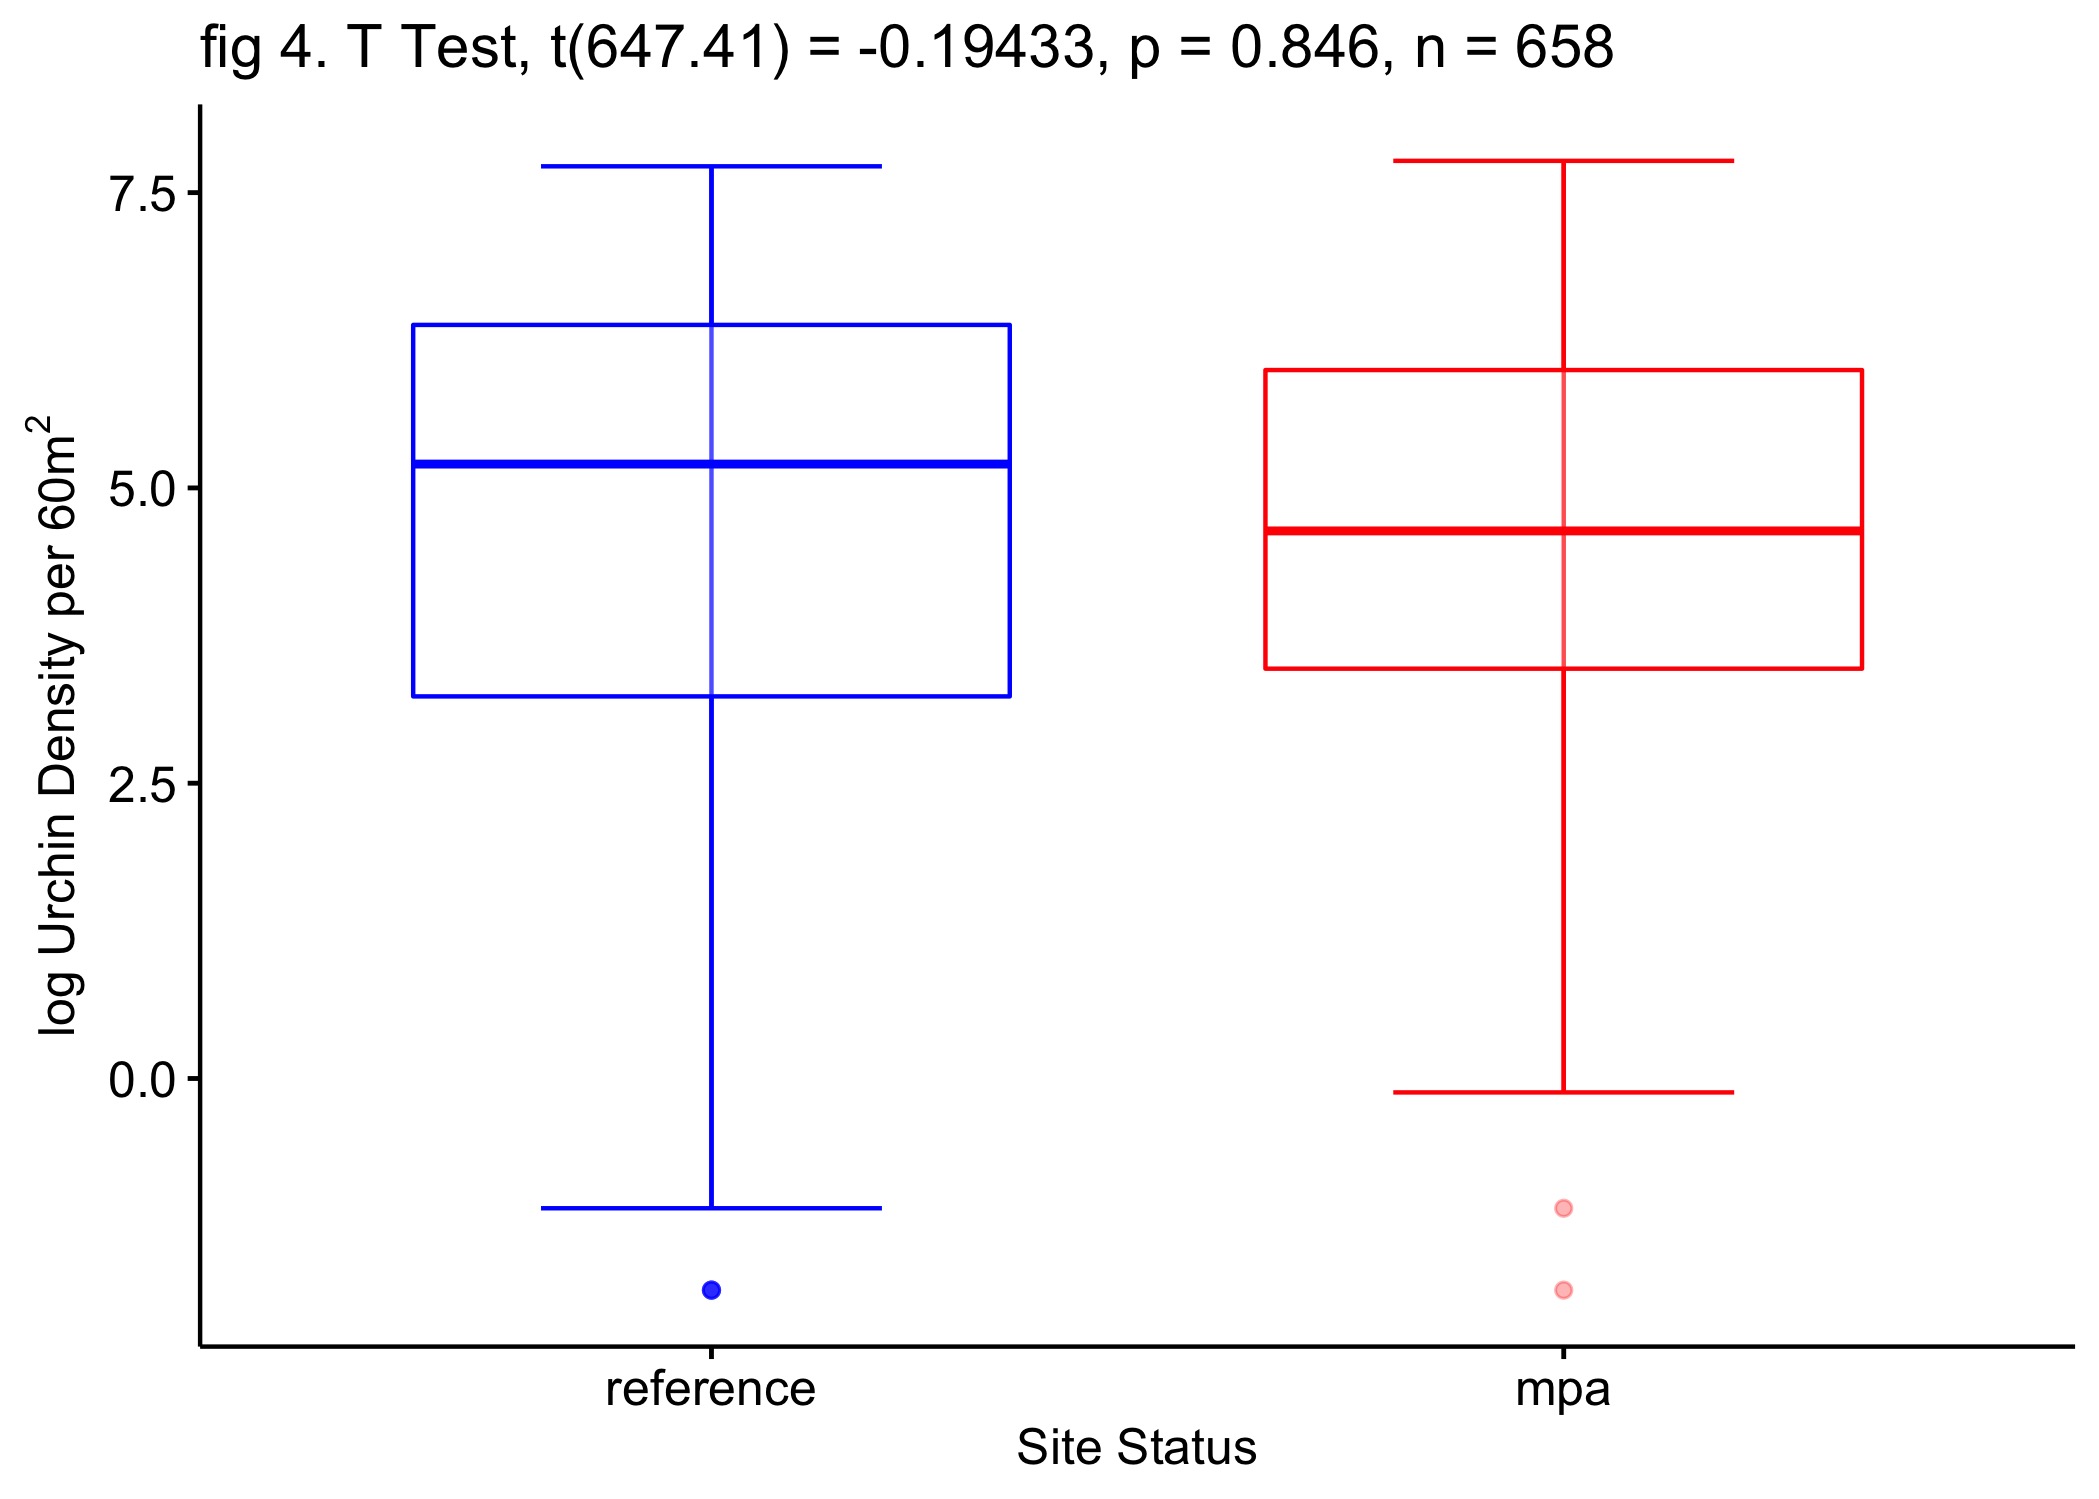 fig 4. T Test, t(647.41) = -0.19433, p = 0.846, n = 658
log Urchin Density per 60m²
7.5
5.0
2.5
0.0
reference
mpa
Site Status